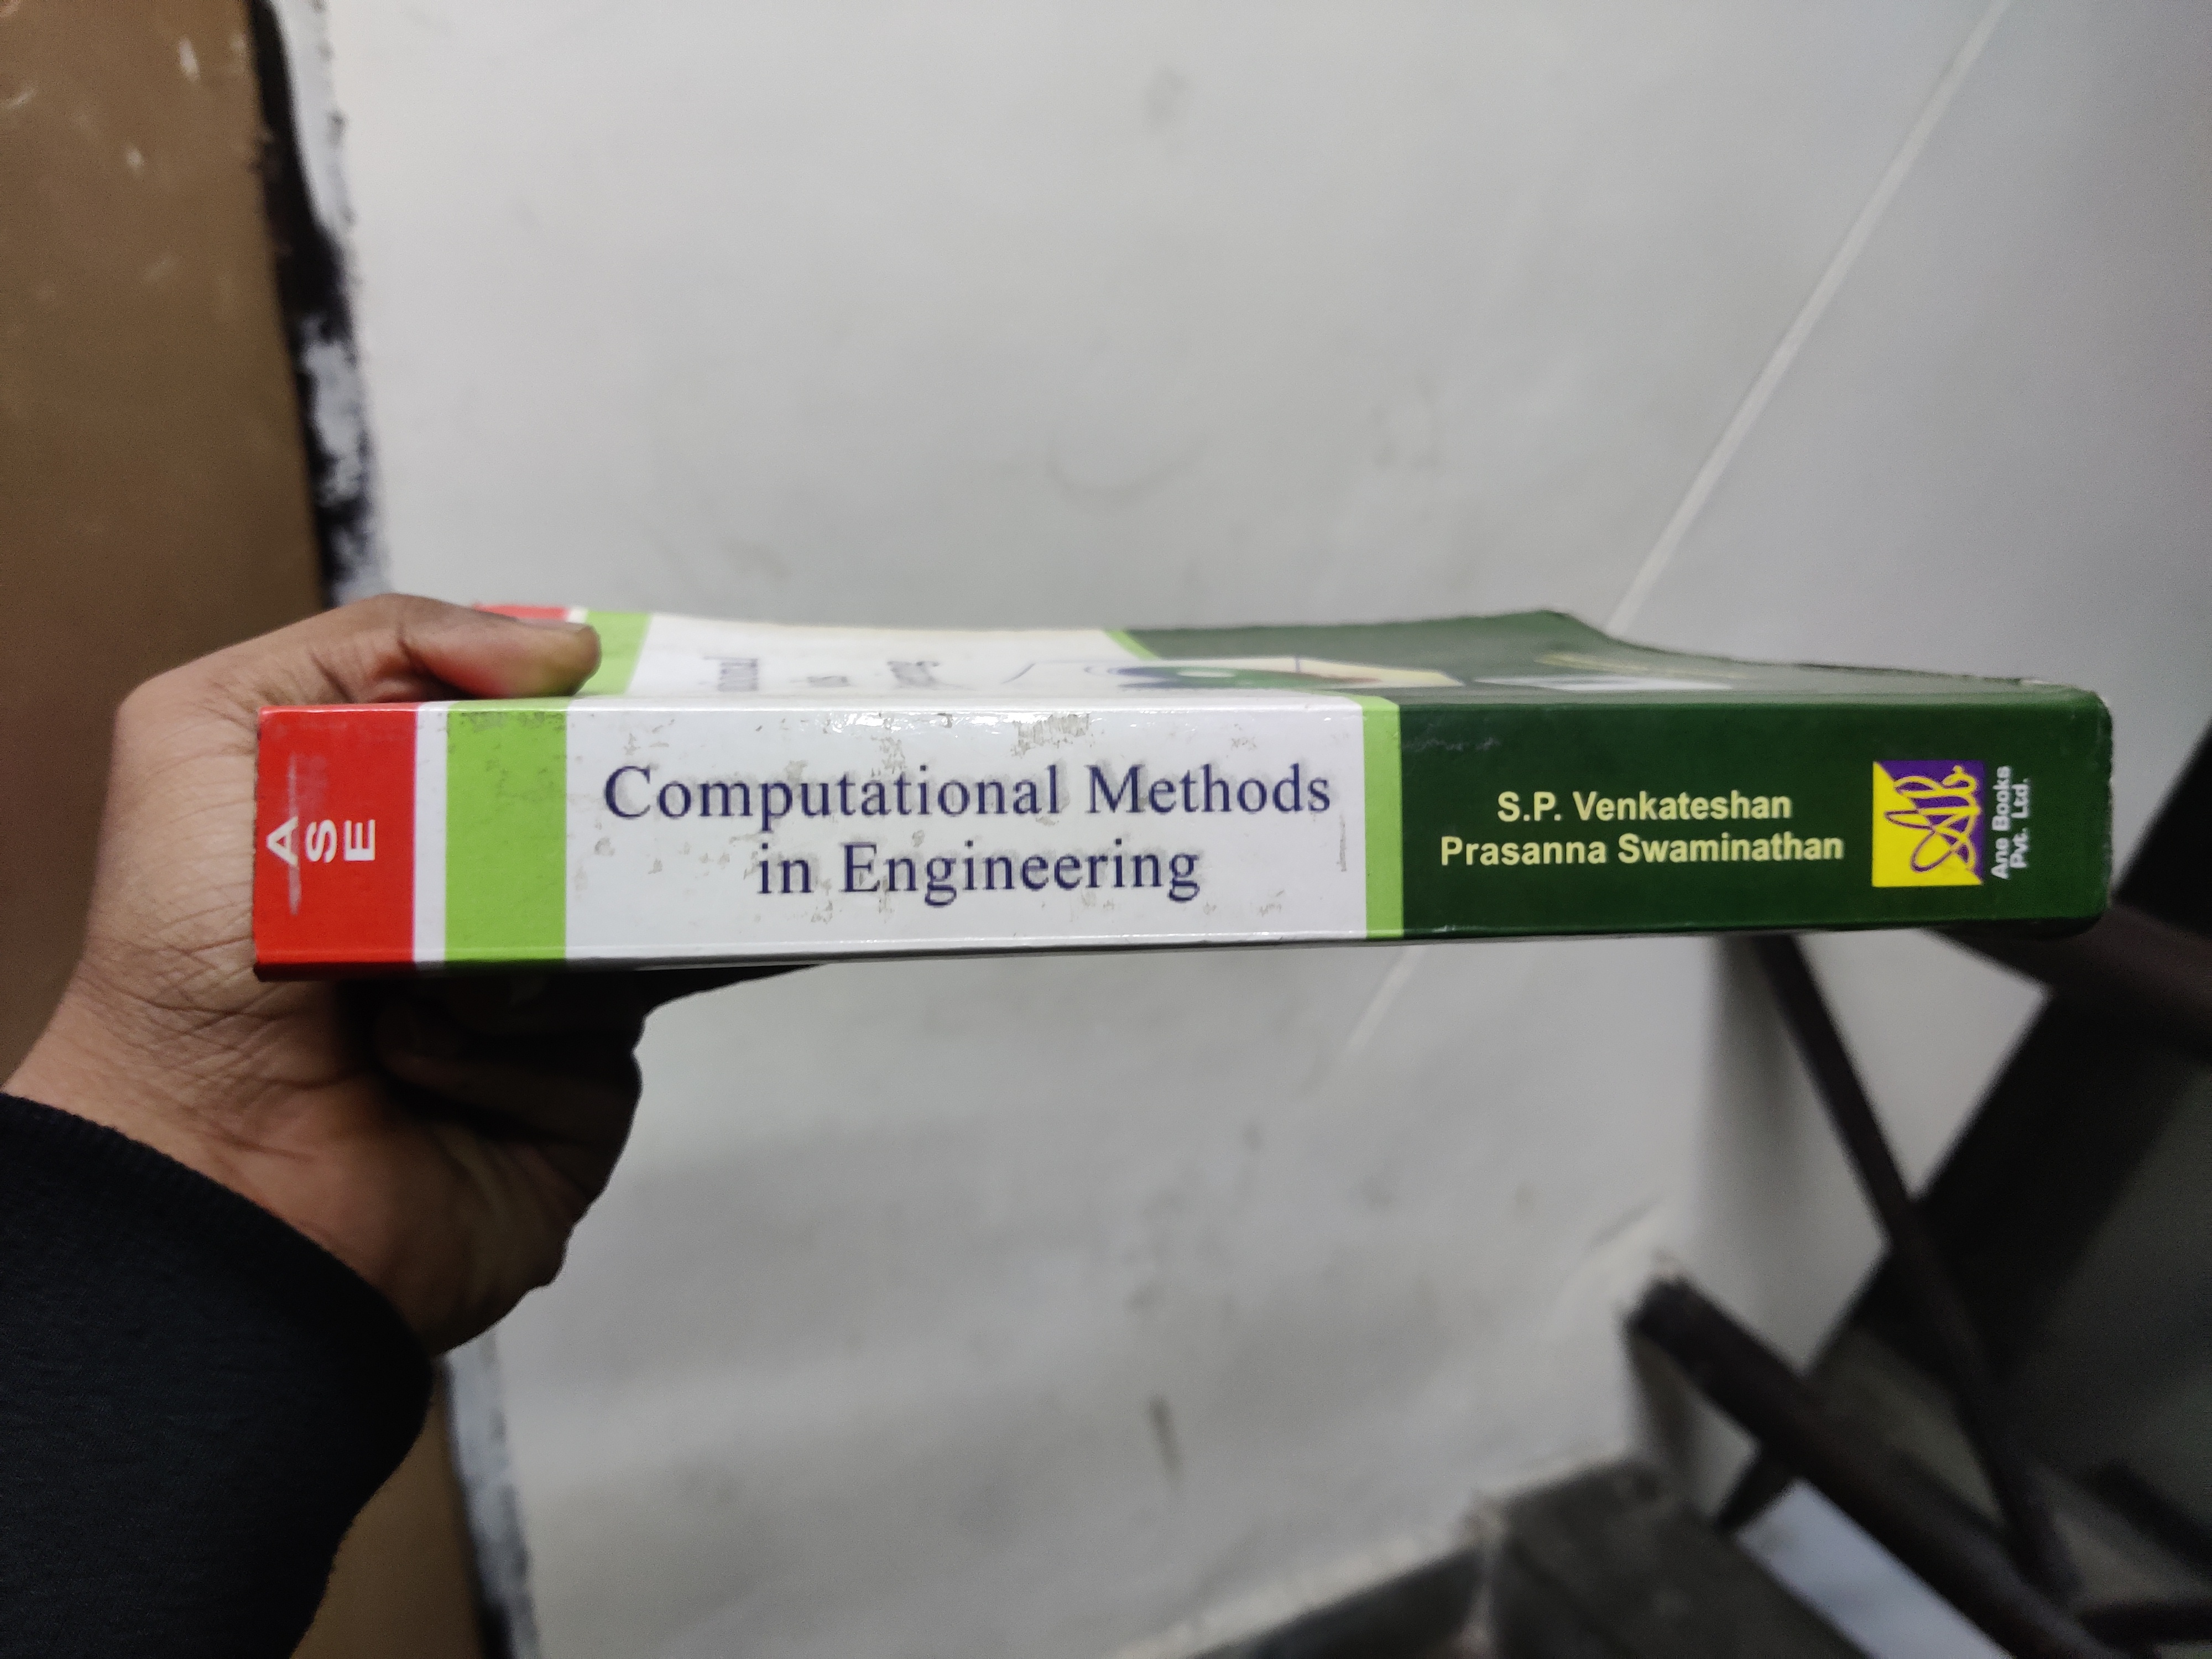 A
S
E
Computational Methods
in Engineering
S.P. Venkateshan
Prasanna Swaminathan
Ane Books
Pvt. Ltd.